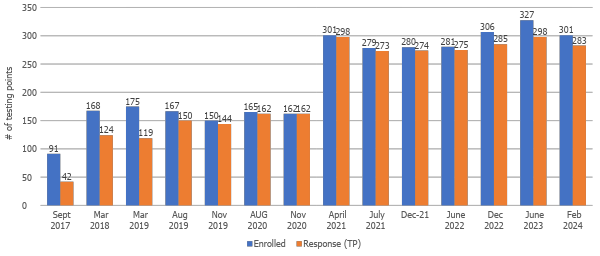 350
300
250
200
150
100
50
0
# of testing points
91 42
168 124
175 119
167 150
150 144
165 162
162 162
301 298
279 273
280 274
281 275
306 285
327 298
301 283
Sept 2017
Mar 2018
Mar 2019
Aug 2019
Nov 2019
AUG 2020
Nov 2020
April 2021
July 2021
Dec-21
June 2022
Dec 2022
June 2023
Feb 2024
Enrolled Response (TP)